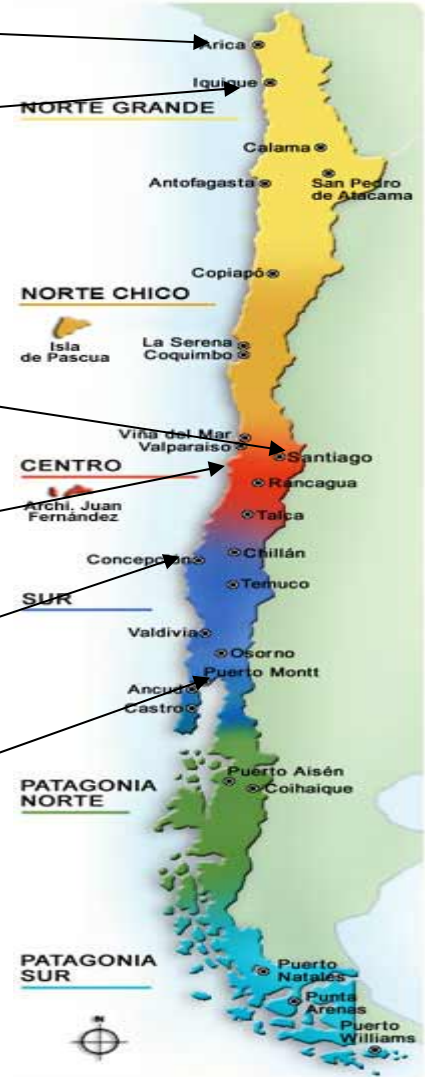 Arica
Iquique
NORTE GRANDE
Calama
Antofagasta
San Pedro
de Atacama
Copiapó
NORTE CHICO
Isla
de Pascua
La Serena
Coquimbo
Viña del Mar
Valparaiso
Santiago
CENTRO
Rancagua
Archi. Juan
Fernández
Talca
Chillán
Concepción
Temuco
SUR
Valdivia
Osorno
Puerto Montt
Ancud
Castro
Puerto Aisén
Coihaique
PATAGONIA
NORTE
PATAGONIA
SUR
Puerto
Natales
Punta
Arenas
Puerto
Williams
N